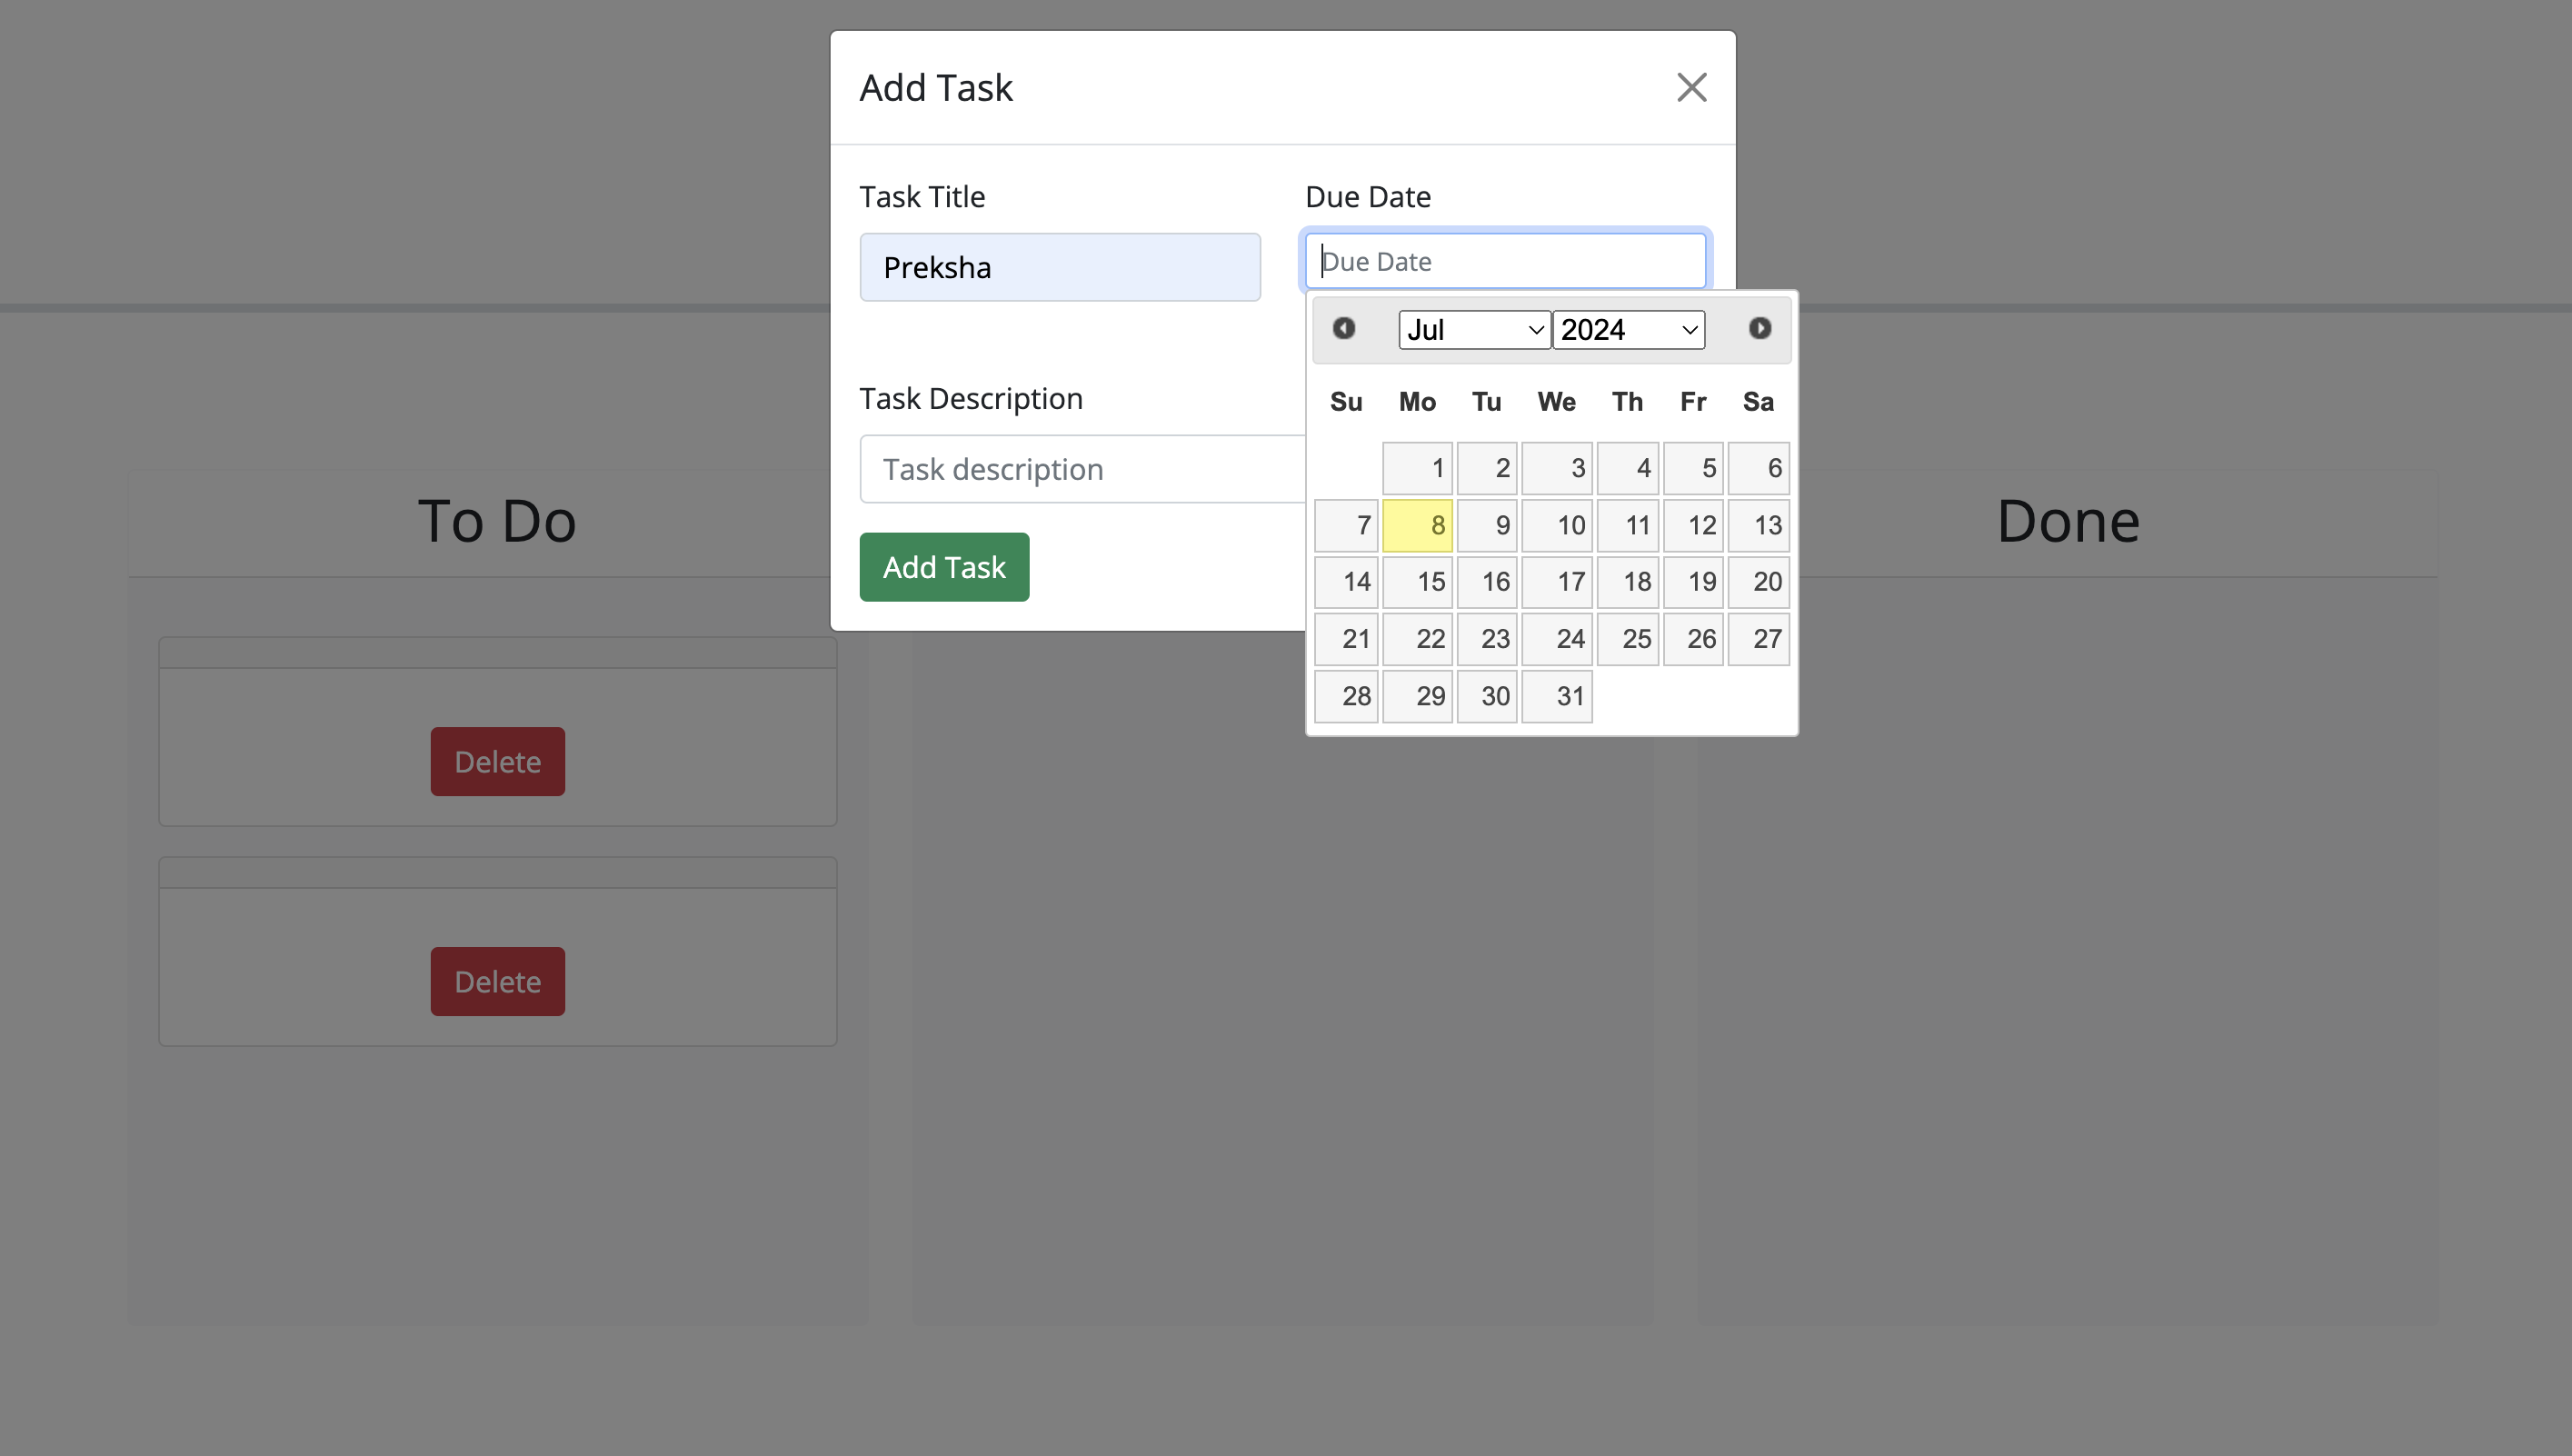 Add Task
Task Title
Due Date
Preksha
Due Date
Jul 2024
Su Mo Tu We Th Fr Sa
1 2 3 4 5 6
7 8 9 10 11 12 13
14 15 16 17 18 19 20
21 22 23 24 25 26 27
28 29 30 31
Task Description
Task description
Add Task
To Do
Done
Delete
Delete